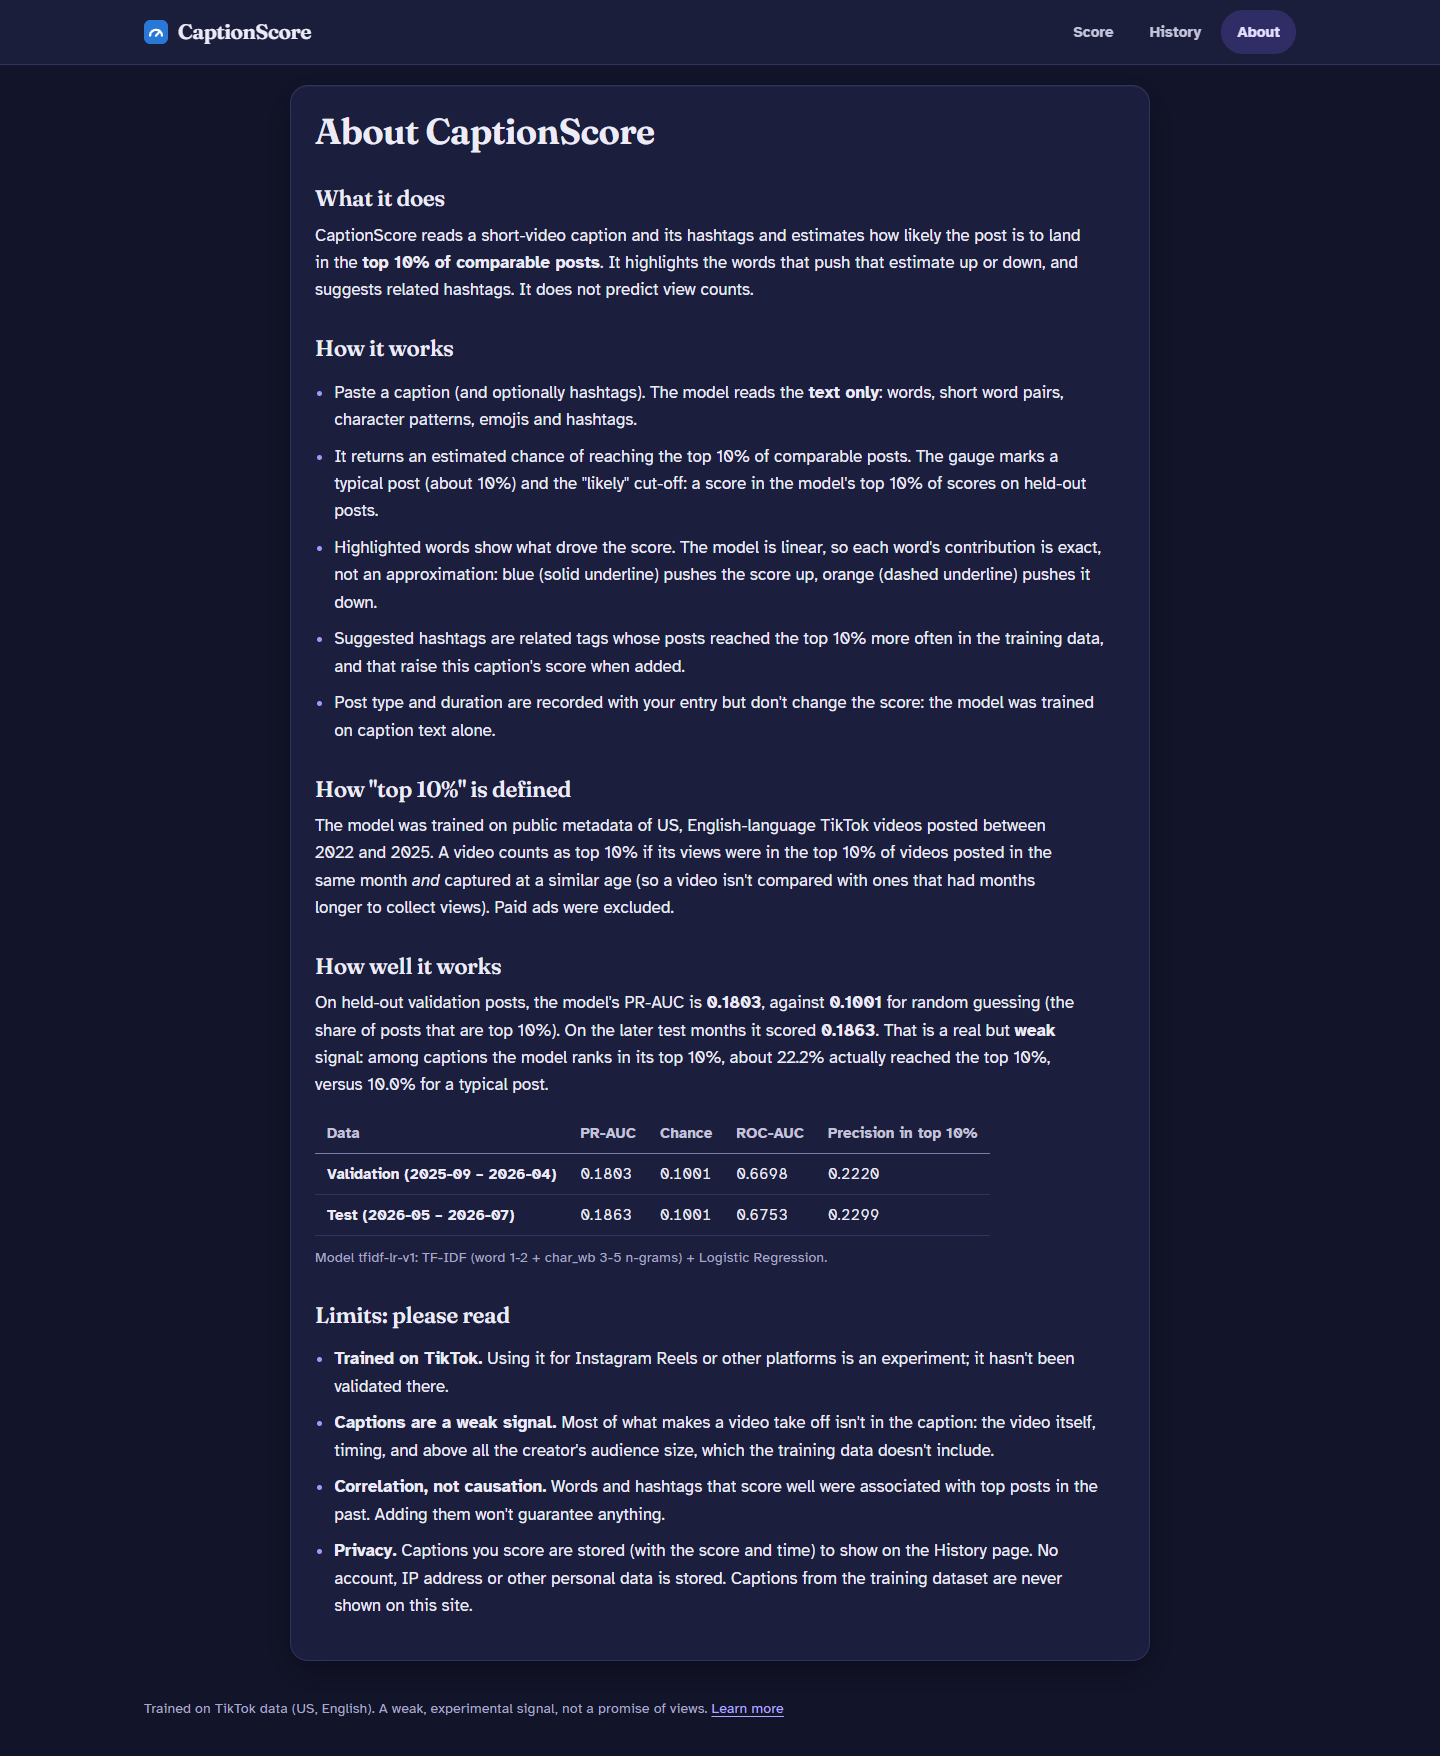 CaptionScore
Score History About
About CaptionScore
What it does
CaptionScore reads a short-video caption and its hashtags and estimates how likely the post is to land
in the top 10% of comparable posts. It highlights the words that push that estimate up or down, and
suggests related hashtags. It does not predict view counts.
How it works
• Paste a caption (and optionally hashtags). The model reads the text only: words, short word pairs,
character patterns, emojis and hashtags.
• It returns an estimated chance of reaching the top 10% of comparable posts. The gauge marks a
typical post (about 10%) and the "likely" cut-off: a score in the model's top 10% of scores on held-out
posts.
• Highlighted words show what drove the score. The model is linear, so each word's contribution is exact,
not an approximation: blue (solid underline) pushes the score up, orange (dashed underline) pushes it
down.
• Suggested hashtags are related tags whose posts reached the top 10% more often in the training data,
and that raise this caption's score when added.
• Post type and duration are recorded with your entry but don't change the score: the model was trained
on caption text alone.
How "top 10%" is defined
The model was trained on public metadata of US, English-language TikTok videos posted between
2022 and 2025. A video counts as top 10% if its views were in the top 10% of videos posted in the
same month and captured at a similar age (so a video isn't compared with ones that had months
longer to collect views). Paid ads were excluded.
How well it works
On held-out validation posts, the model's PR-AUC is 0.1803, against 0.1001 for random guessing (the
share of posts that are top 10%). On the later test months it scored 0.1863. That is a real but weak
signal: among captions the model ranks in its top 10%, about 22.2% actually reached the top 10%,
versus 10.0% for a typical post.
Data PR-AUC Chance ROC-AUC Precision in top 10%
Validation (2025-09 – 2026-04) 0.1803 0.1001 0.6698 0.2220
Test (2026-05 – 2026-07) 0.1863 0.1001 0.6753 0.2299
Model tfidf-lr-v1: TF-IDF (word 1-2 + char_wb 3-5 n-grams) + Logistic Regression.
Limits: please read
• Trained on TikTok. Using it for Instagram Reels or other platforms is an experiment; it hasn't been
validated there.
• Captions are a weak signal. Most of what makes a video take off isn't in the caption: the video itself,
timing, and above all the creator's audience size, which the training data doesn't include.
• Correlation, not causation. Words and hashtags that score well were associated with top posts in the
past. Adding them won't guarantee anything.
• Privacy. Captions you score are stored (with the score and time) to show on the History page. No
account, IP address or other personal data is stored. Captions from the training dataset are never
shown on this site.
Trained on TikTok data (US, English). A weak, experimental signal, not a promise of views. Learn more